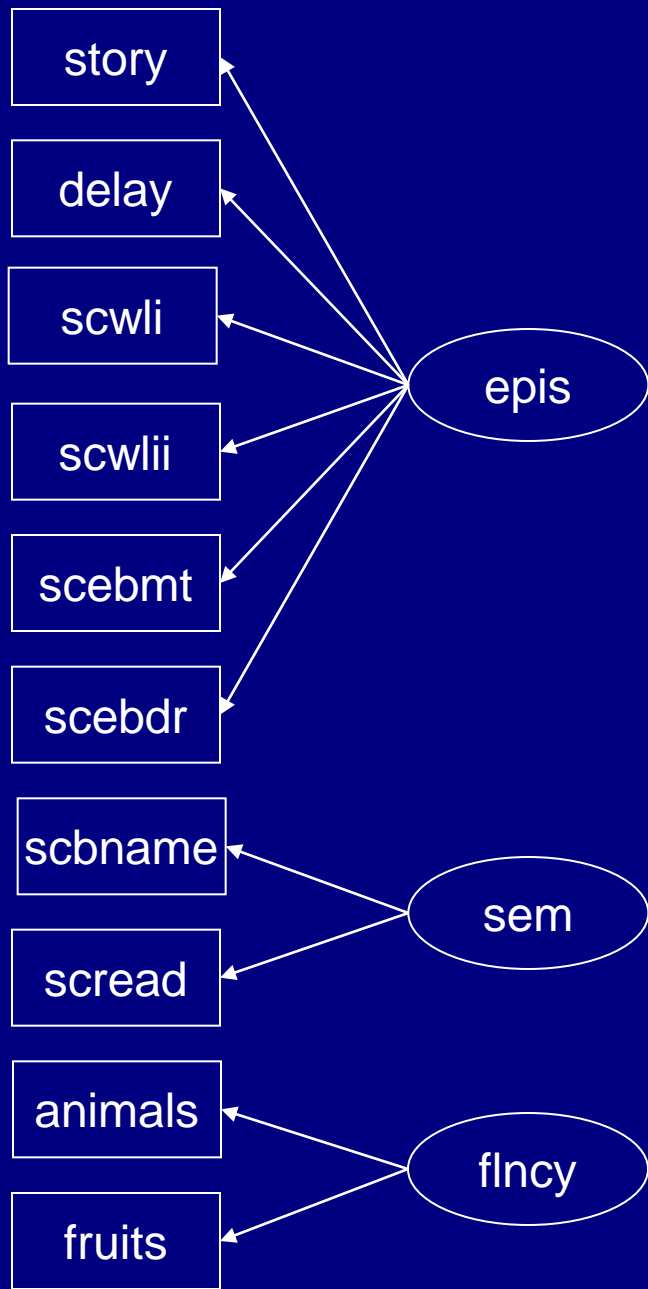 story
delay
scwli
epis
scwlii
scebmt
scebdr
scbname
sem
scread
animals
flncy
fruits